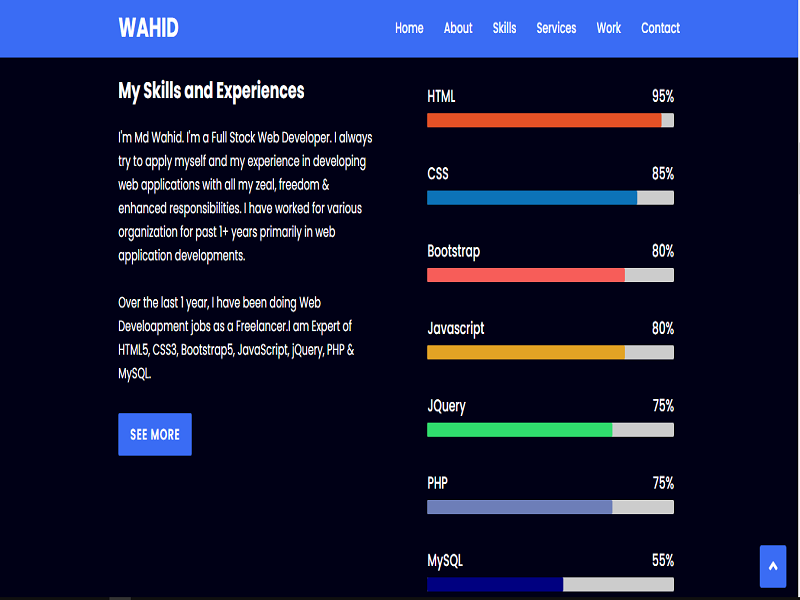 WAHID
Home About Skills Services Work Contact
My Skills and Experiences
I'm Md Wahid. I'm a Full Stock Web Developer. I always
try to apply myself and my experience in developing
web applications with all my zeal, freedom &
enhanced responsibilities. I have worked for various
organization for past 1+ years primarily in web
application developments.
Over the last 1 year, I have been doing Web
Develoapment jobs as a Freelancer.I am Expert of
HTML5, CSS3, Bootstrap5, JavaScript, jQuery, PHP &
MySQL.
SEE MORE
HTML 95%
CSS 85%
Bootstrap 80%
Javascript 80%
JQuery 75%
PHP 75%
MySQL 55%